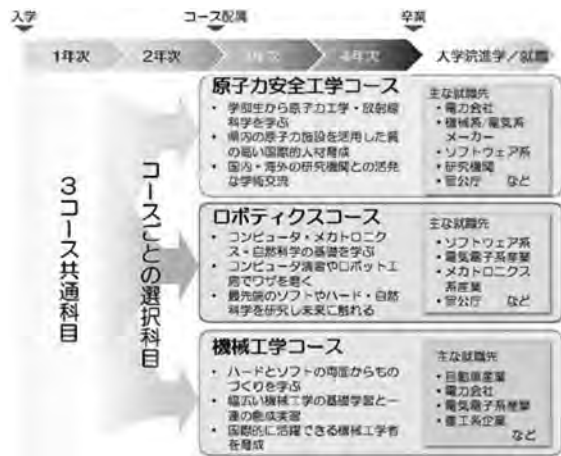 入学
コース配属
卒業
1年次
2年次
3年次
4年次
大学院進学/就職
3コース共通科目
コースごとの選択科目
原子力安全工学コース
• 学部生から原子力工学・放射線
科学を学ぶ
• 県内の原子力施設を活用した質
の高い国際的人材育成
• 国内・海外の研究機関との活発
な学術交流
主な就職先
・電力会社
・機械系/電気系
メーカー
・ソフトウェア系
・研究機関
・官公庁 など
ロボティクスコース
• コンピュータ・メカトロニク
ス・自然科学の基礎を学ぶ
• コンピュータ演習やロボット工
房でワザを磨く
• 最先端のソフトやハード・自然
科学を研究し未来に触れる
主な就職先
・ソフトウェア系
・電気電子系産業
・メカトロニクス
系産業
・官公庁 など
機械工学コース
• ハードとソフトの両面からもの
づくりを学ぶ
• 幅広い機械工学の基礎学習と一
連の創成実習
• 国際的に活躍できる機械工学者
を育成
主な就職先
・自動車産業
・電力会社
・電気電子系産業
・重工系企業
など